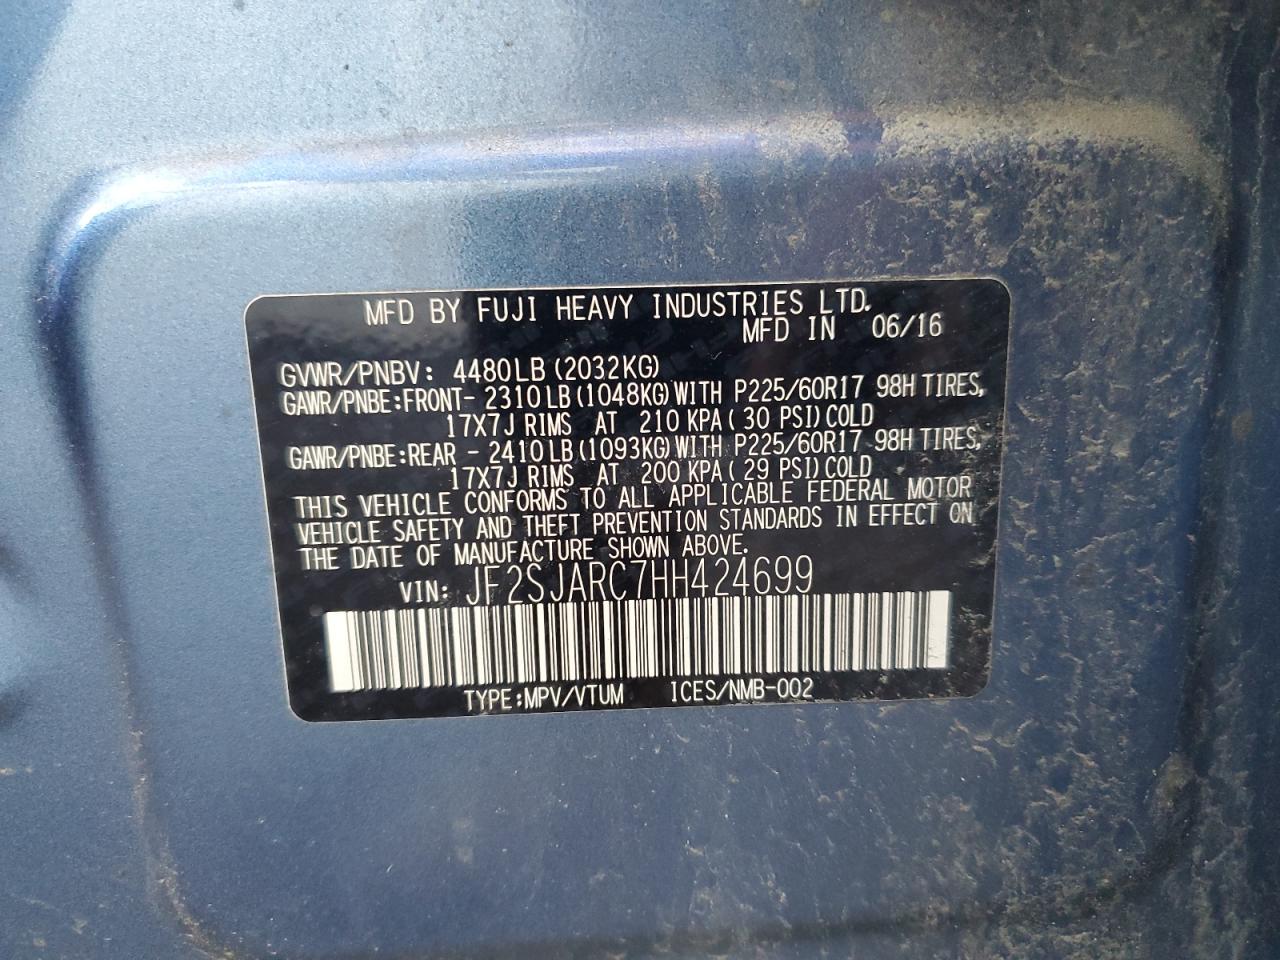 MFD BY FUJI HEAVY INDUSTRIES LTD.
MFD IN 06/16
GVWR/PNBV: 4480LB (2032KG)
GAWR/PNBE:FRONT- 2310LB (1048KG) WITH P225/60R17 98H TIRES,
17X7J RIMS AT 210 KPA ( 30 PSI) COLD
GAWR/PNBE:REAR - 2410LB (1093KG) WITH P225/60R17 98H TIRES,
17X7J RIMS AT 200 KPA ( 29 PSI) COLD
THIS VEHICLE CONFORMS TO ALL APPLICABLE FEDERAL MOTOR
VEHICLE SAFETY AND THEFT PREVENTION STANDARDS IN EFFECT ON
THE DATE OF MANUFACTURE SHOWN ABOVE.
VIN: JF2SJARC7HH424699
TYPE:MPV/VTUM ICES/NMB-002